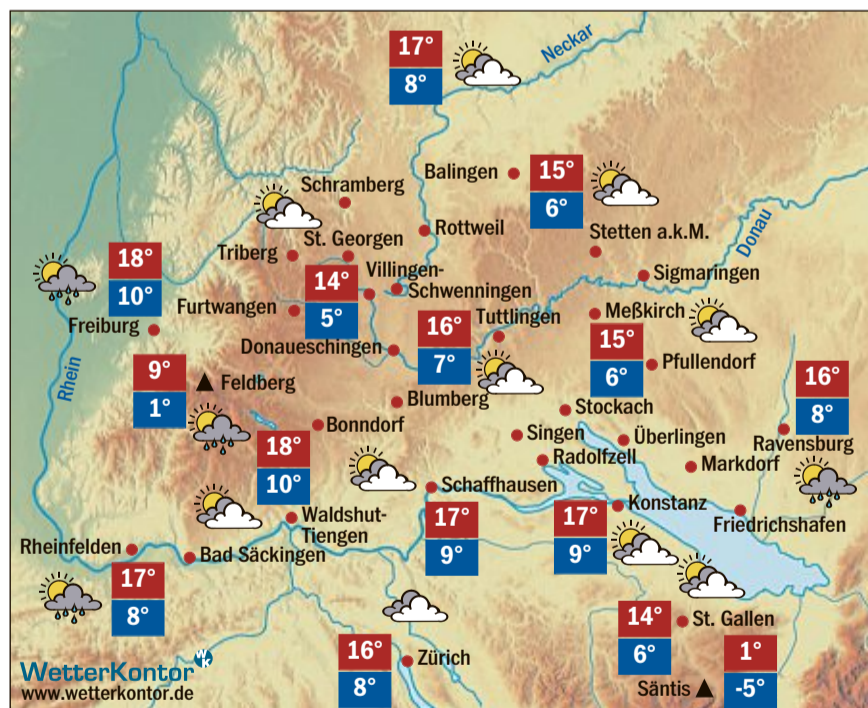 17°
8°
Neckar
Balingen
15°
6°
Schramberg
Rottweil
Stetten a.k.M.
Donau
Triberg
St. Georgen
18°
10°
Freiburg
14°
5°
Villingen-
Schwenningen
Sigmaringen
Furtwangen
16°
7°
Tuttlingen
Meßkirch
Donaueschingen
15°
6°
Pfullendorf
Rhein
9°
1°
Feldberg
Blumberg
Stockach
16°
8°
Ravensburg
Bonndorf
Singen
Überlingen
Radolfzell
Markdorf
18°
10°
Schaffhausen
Konstanz
Friedrichshafen
Waldshut-
Tiengen
17°
9°
17°
9°
Rheinfelden
Bad Säckingen
17°
8°
14°
6°
St. Gallen
16°
8°
Zürich
1°
-5°
Säntis
WetterKontor wk
www.wetterkontor.de